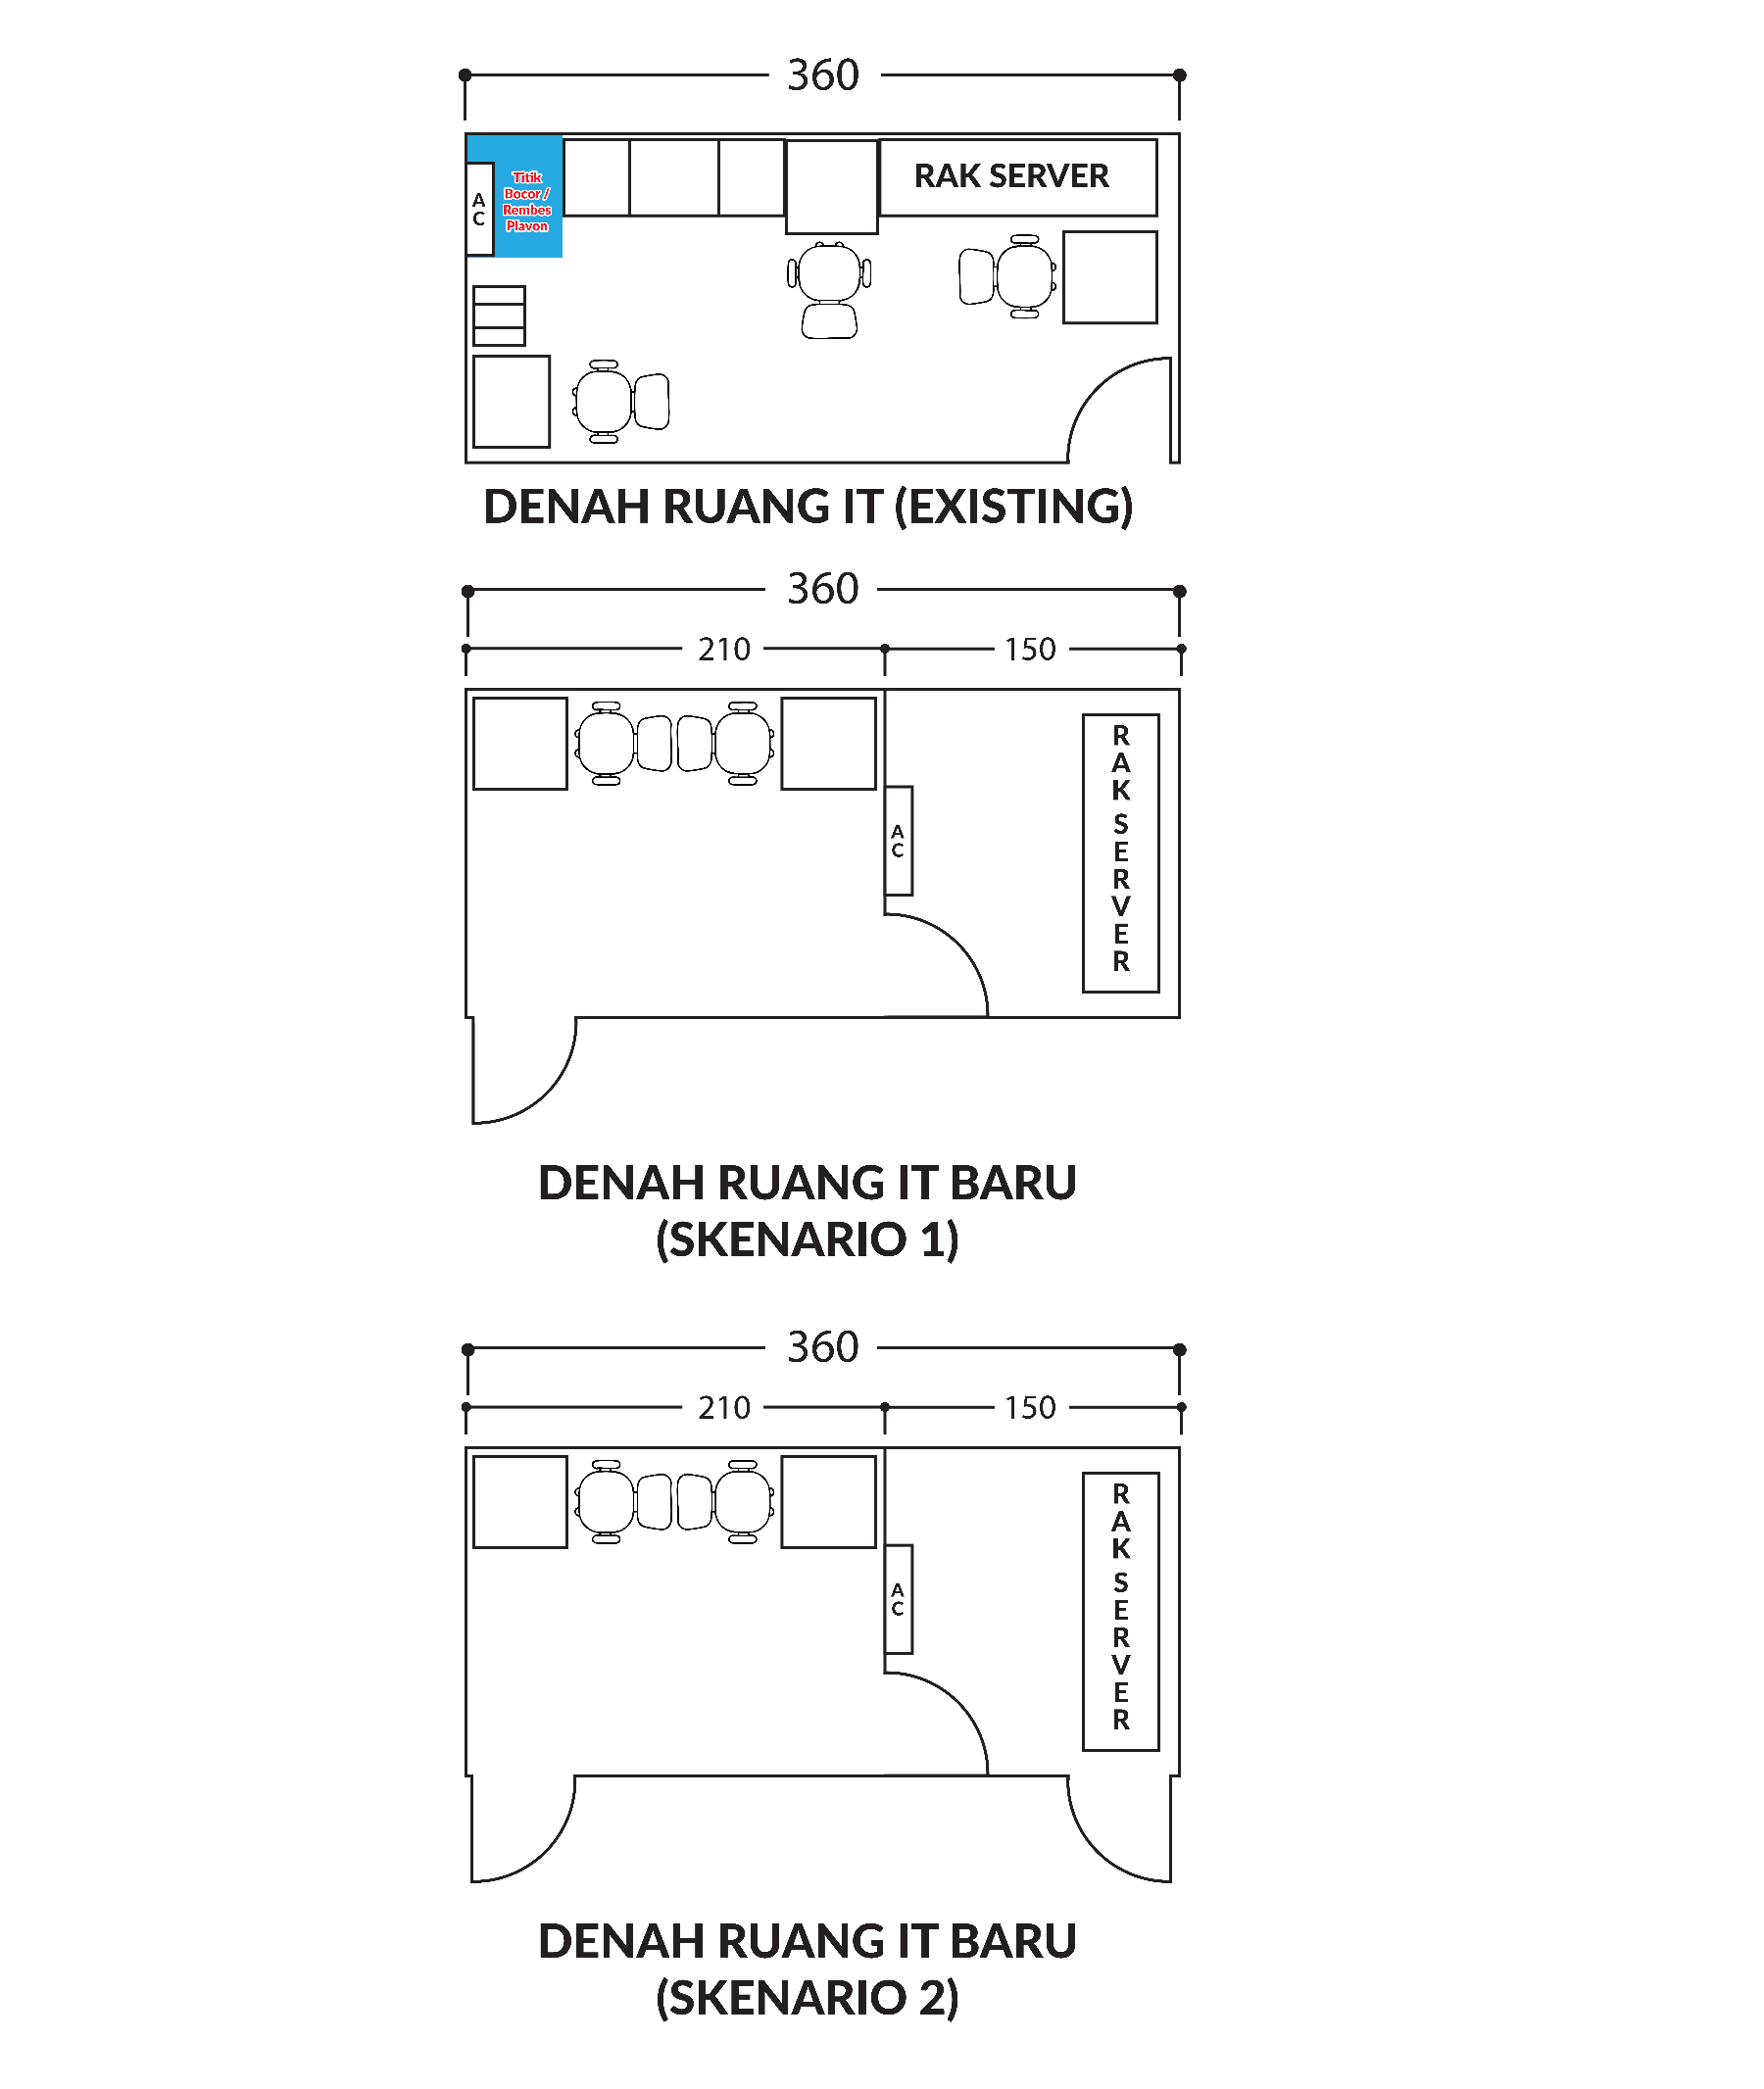 360
RAK SERVER
A
C
Titik
Bocor /
Rembes
Plavon
DENAH RUANG IT (EXISTING)
360
210
150
A
C
R
A
K
S
E
R
V
E
R
DENAH RUANG IT BARU
(SKENARIO 1)
360
210
150
A
C
R
A
K
S
E
R
V
E
R
DENAH RUANG IT BARU
(SKENARIO 2)